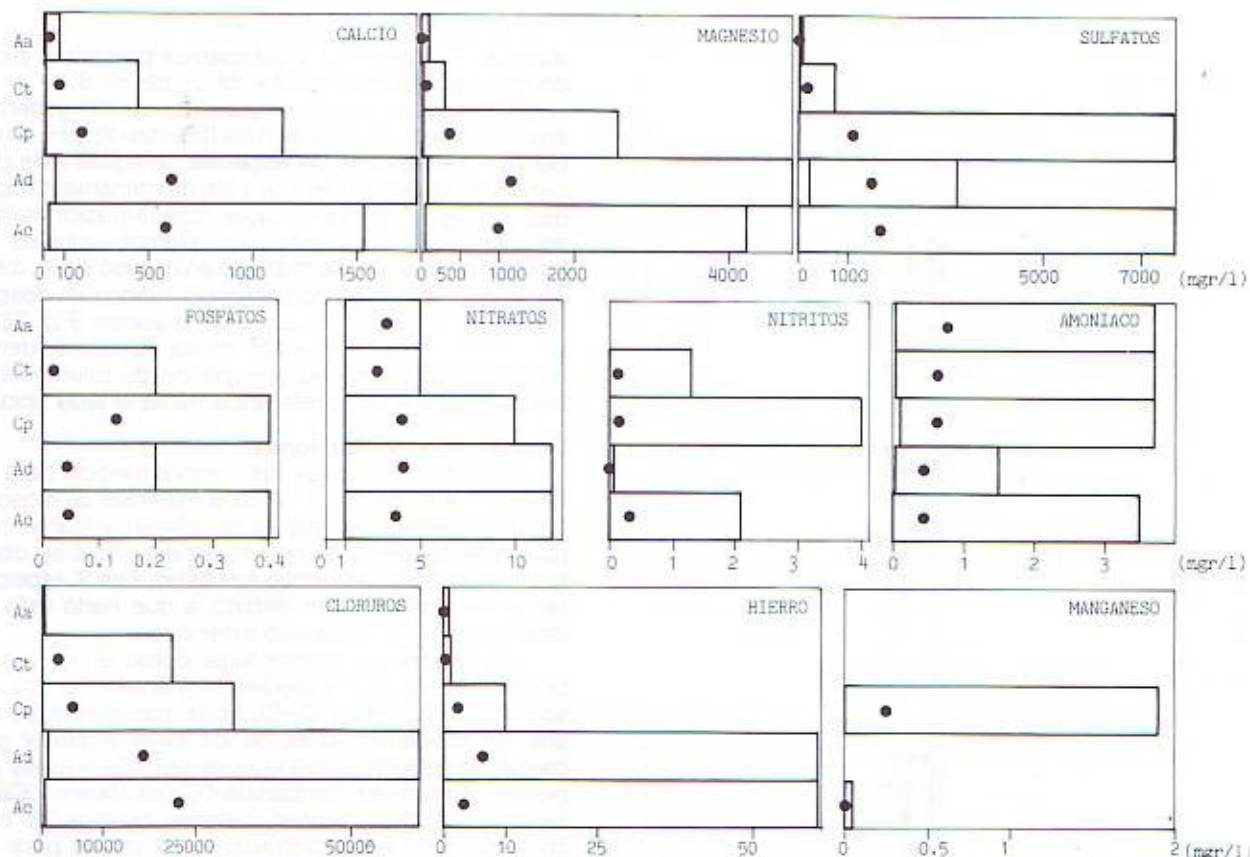 CALCIO MAGNESIO SULFATOS
Aa
Ct
Cp
Ad
Ac
0 100 500 1000 1500 0 500 1000 2000 4000 0 1000 5000 7000 (mgr/l)
FOSFATOS NITRATOS NITRITOS AMONIACO
Aa
Ct
Cp
Ad
Ac
0 0.1 0.2 0.3 0.4 0 1 5 10 0 1 2 3 4 0 1 2 3 (mgr/l)
CLORUROS HIERRO MANGANESO
Aa
Ct
Cp
Ad
Ac
0 10000 25000 50000 0 10 25 50 0 0.5 1 2 (mgr/l)